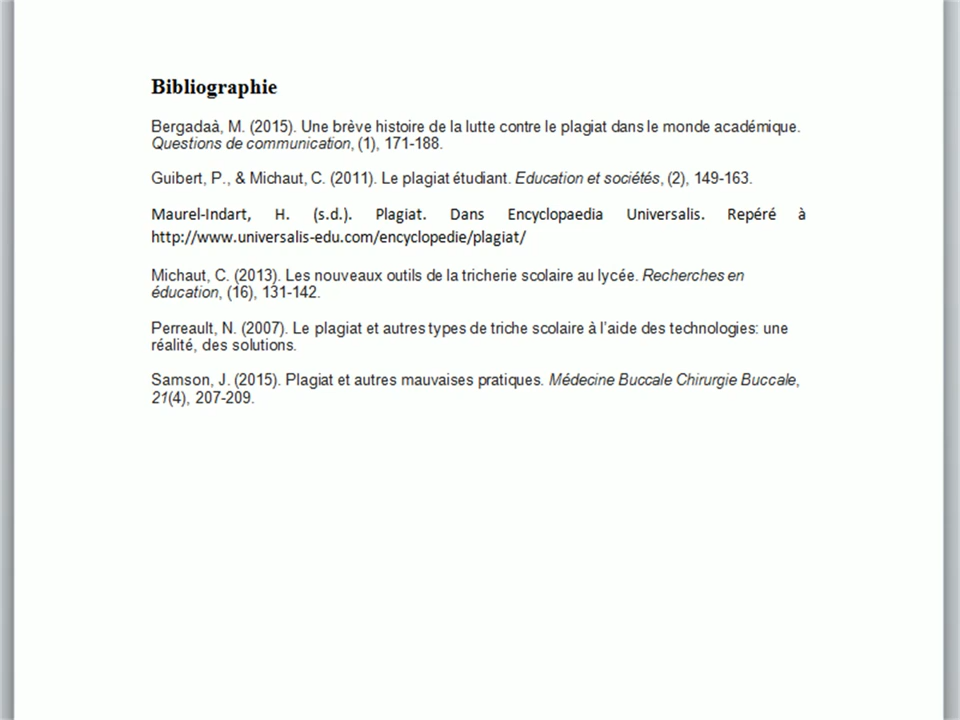 Bibliographie
Bergadaà, M. (2015). Une brève histoire de la lutte contre le plagiat dans le monde académique.
Questions de communication, (1), 171-188.
Guibert, P., & Michaut, C. (2011). Le plagiat étudiant. Education et sociétés, (2), 149-163.
Maurel-Indart, H. (s.d.). Plagiat. Dans Encyclopaedia Universalis. Repéré à
http://www.universalis-edu.com/encyclopedie/plagiat/
Michaut, C. (2013). Les nouveaux outils de la tricherie scolaire au lycée. Recherches en
éducation, (16), 131-142.
Perreault, N. (2007). Le plagiat et autres types de triche scolaire à l’aide des technologies: une
réalité, des solutions.
Samson, J. (2015). Plagiat et autres mauvaises pratiques. Médecine Buccale Chirurgie Buccale,
21(4), 207-209.